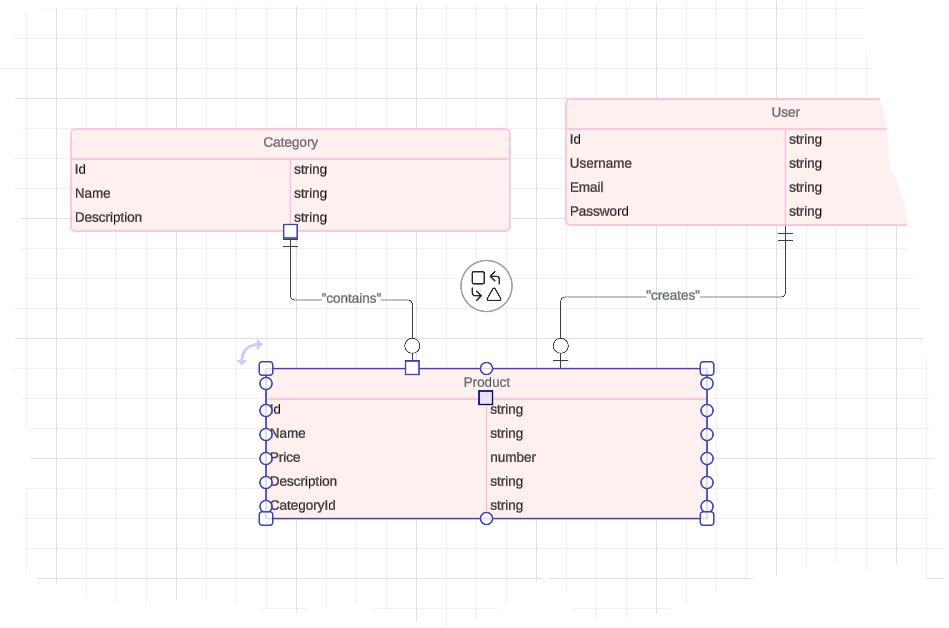 User
Category
Id string
Username string
Email string
Password string
Id string
Name string
Description string
"contains"
"creates"
Product
Id string
Name string
Price number
Description string
CategoryId string